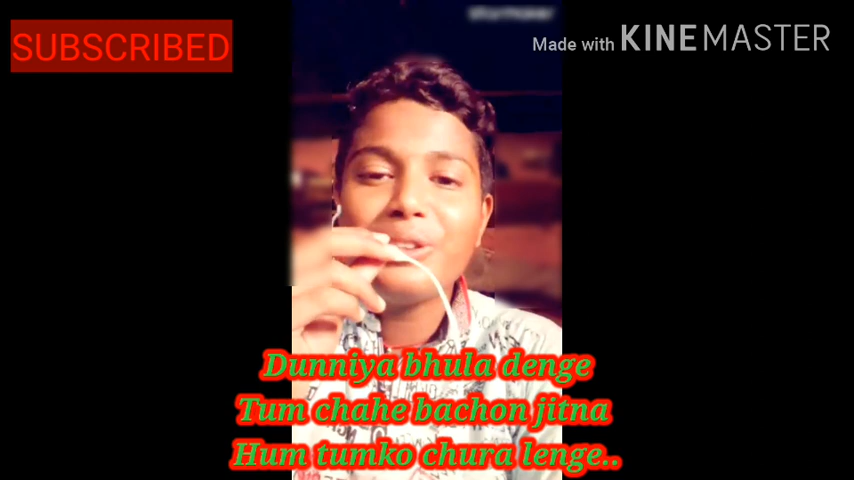 SUBSCRIBED
Made with KINEMASTER
Dunniya bhula denge
Tum chahe bachon jitna
Hum tumko chura lenge..